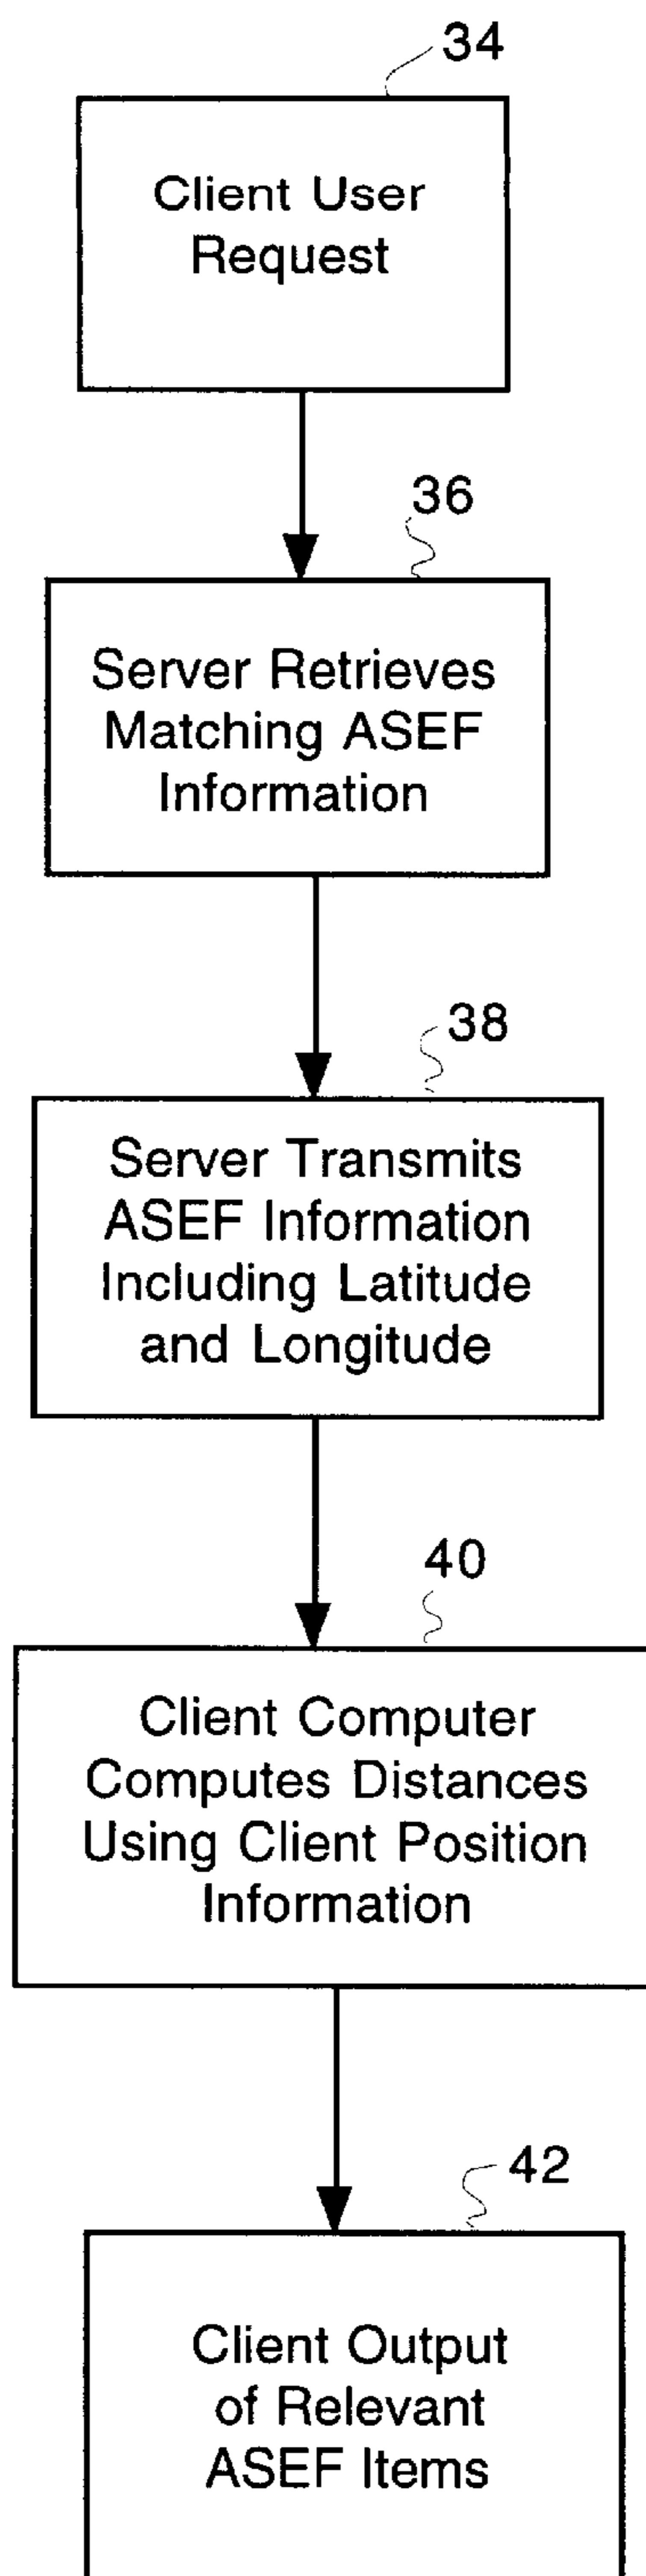 34
Client User
Request
36
Server Retrieves
Matching ASEF
Information
38
Server Transmits
ASEF Information
Including Latitude
and Longitude
40
Client Computer
Computes Distances
Using Client Position
Information
42
Client Output
of Relevant
ASEF Items